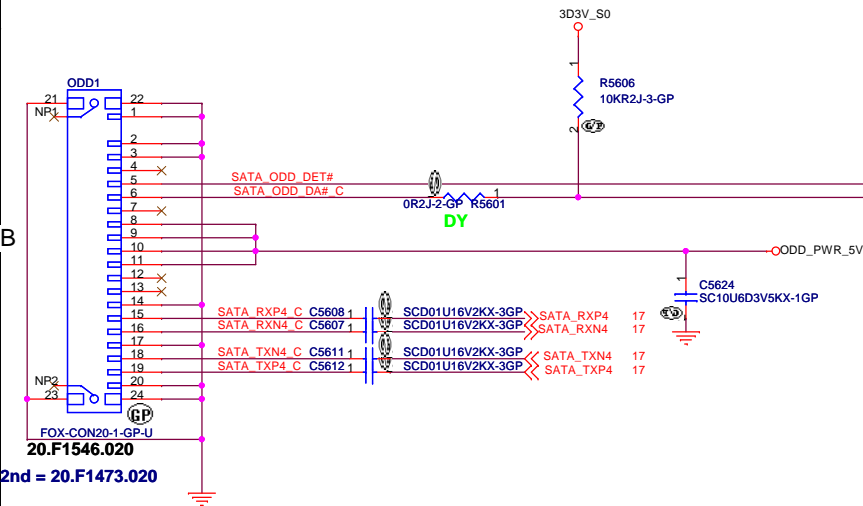 3D3V_S0
ODD1
R5606
10KR2J-3-GP
1
2
21
22
NP1
1
2
3
4
5
SATA_ODD_DET#
6
SATA_ODD_DA#_C
0R2J-2-GP
R5601
1
DY
7
8
9
10
11
12
13
B
ODD_PWR_5V
1
C5624
SC10U6D3V5KX-1GP
14
15
SATA_RXP4_C
C5608
1
SCD01U16V2KX-3GP
SATA_RXP4
17
16
SATA_RXN4_C
C5607
1
SCD01U16V2KX-3GP
SATA_RXN4
17
17
18
SATA_TXN4_C
C5611
1
SCD01U16V2KX-3GP
SATA_TXN4
17
19
SATA_TXP4_C
C5612
1
SCD01U16V2KX-3GP
SATA_TXP4
17
NP2
20
23
24
GP
FOX-CON20-1-GP-U
20.F1546.020
2nd = 20.F1473.020